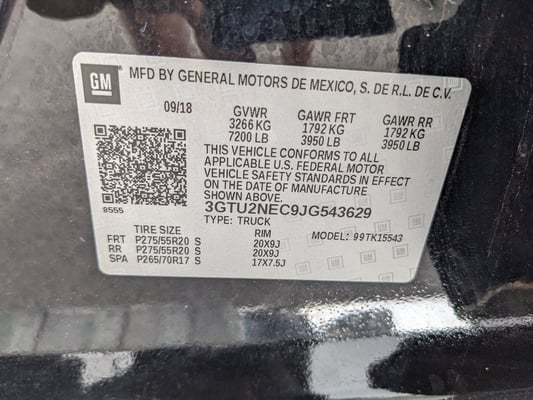 GM MFD BY GENERAL MOTORS DE MEXICO, S. DE R.L. DE C.V.
09/18 GVWR GAWR FRT GAWR RR
3266 KG 1792 KG 1792 KG
7200 LB 3950 LB 3950 LB
THIS VEHICLE CONFORMS TO ALL
APPLICABLE U.S. FEDERAL MOTOR
VEHICLE SAFETY STANDARDS IN EFFECT
ON THE DATE OF MANUFACTURE
SHOWN ABOVE.
8555 3GTU2NEC9JG543629
TYPE: TRUCK
TIRE SIZE RIM MODEL: 99TK15543
FRT P275/55R20 S 20X9J
RR P275/55R20 S 20X9J
SPA P265/70R17 S 17X7.5J